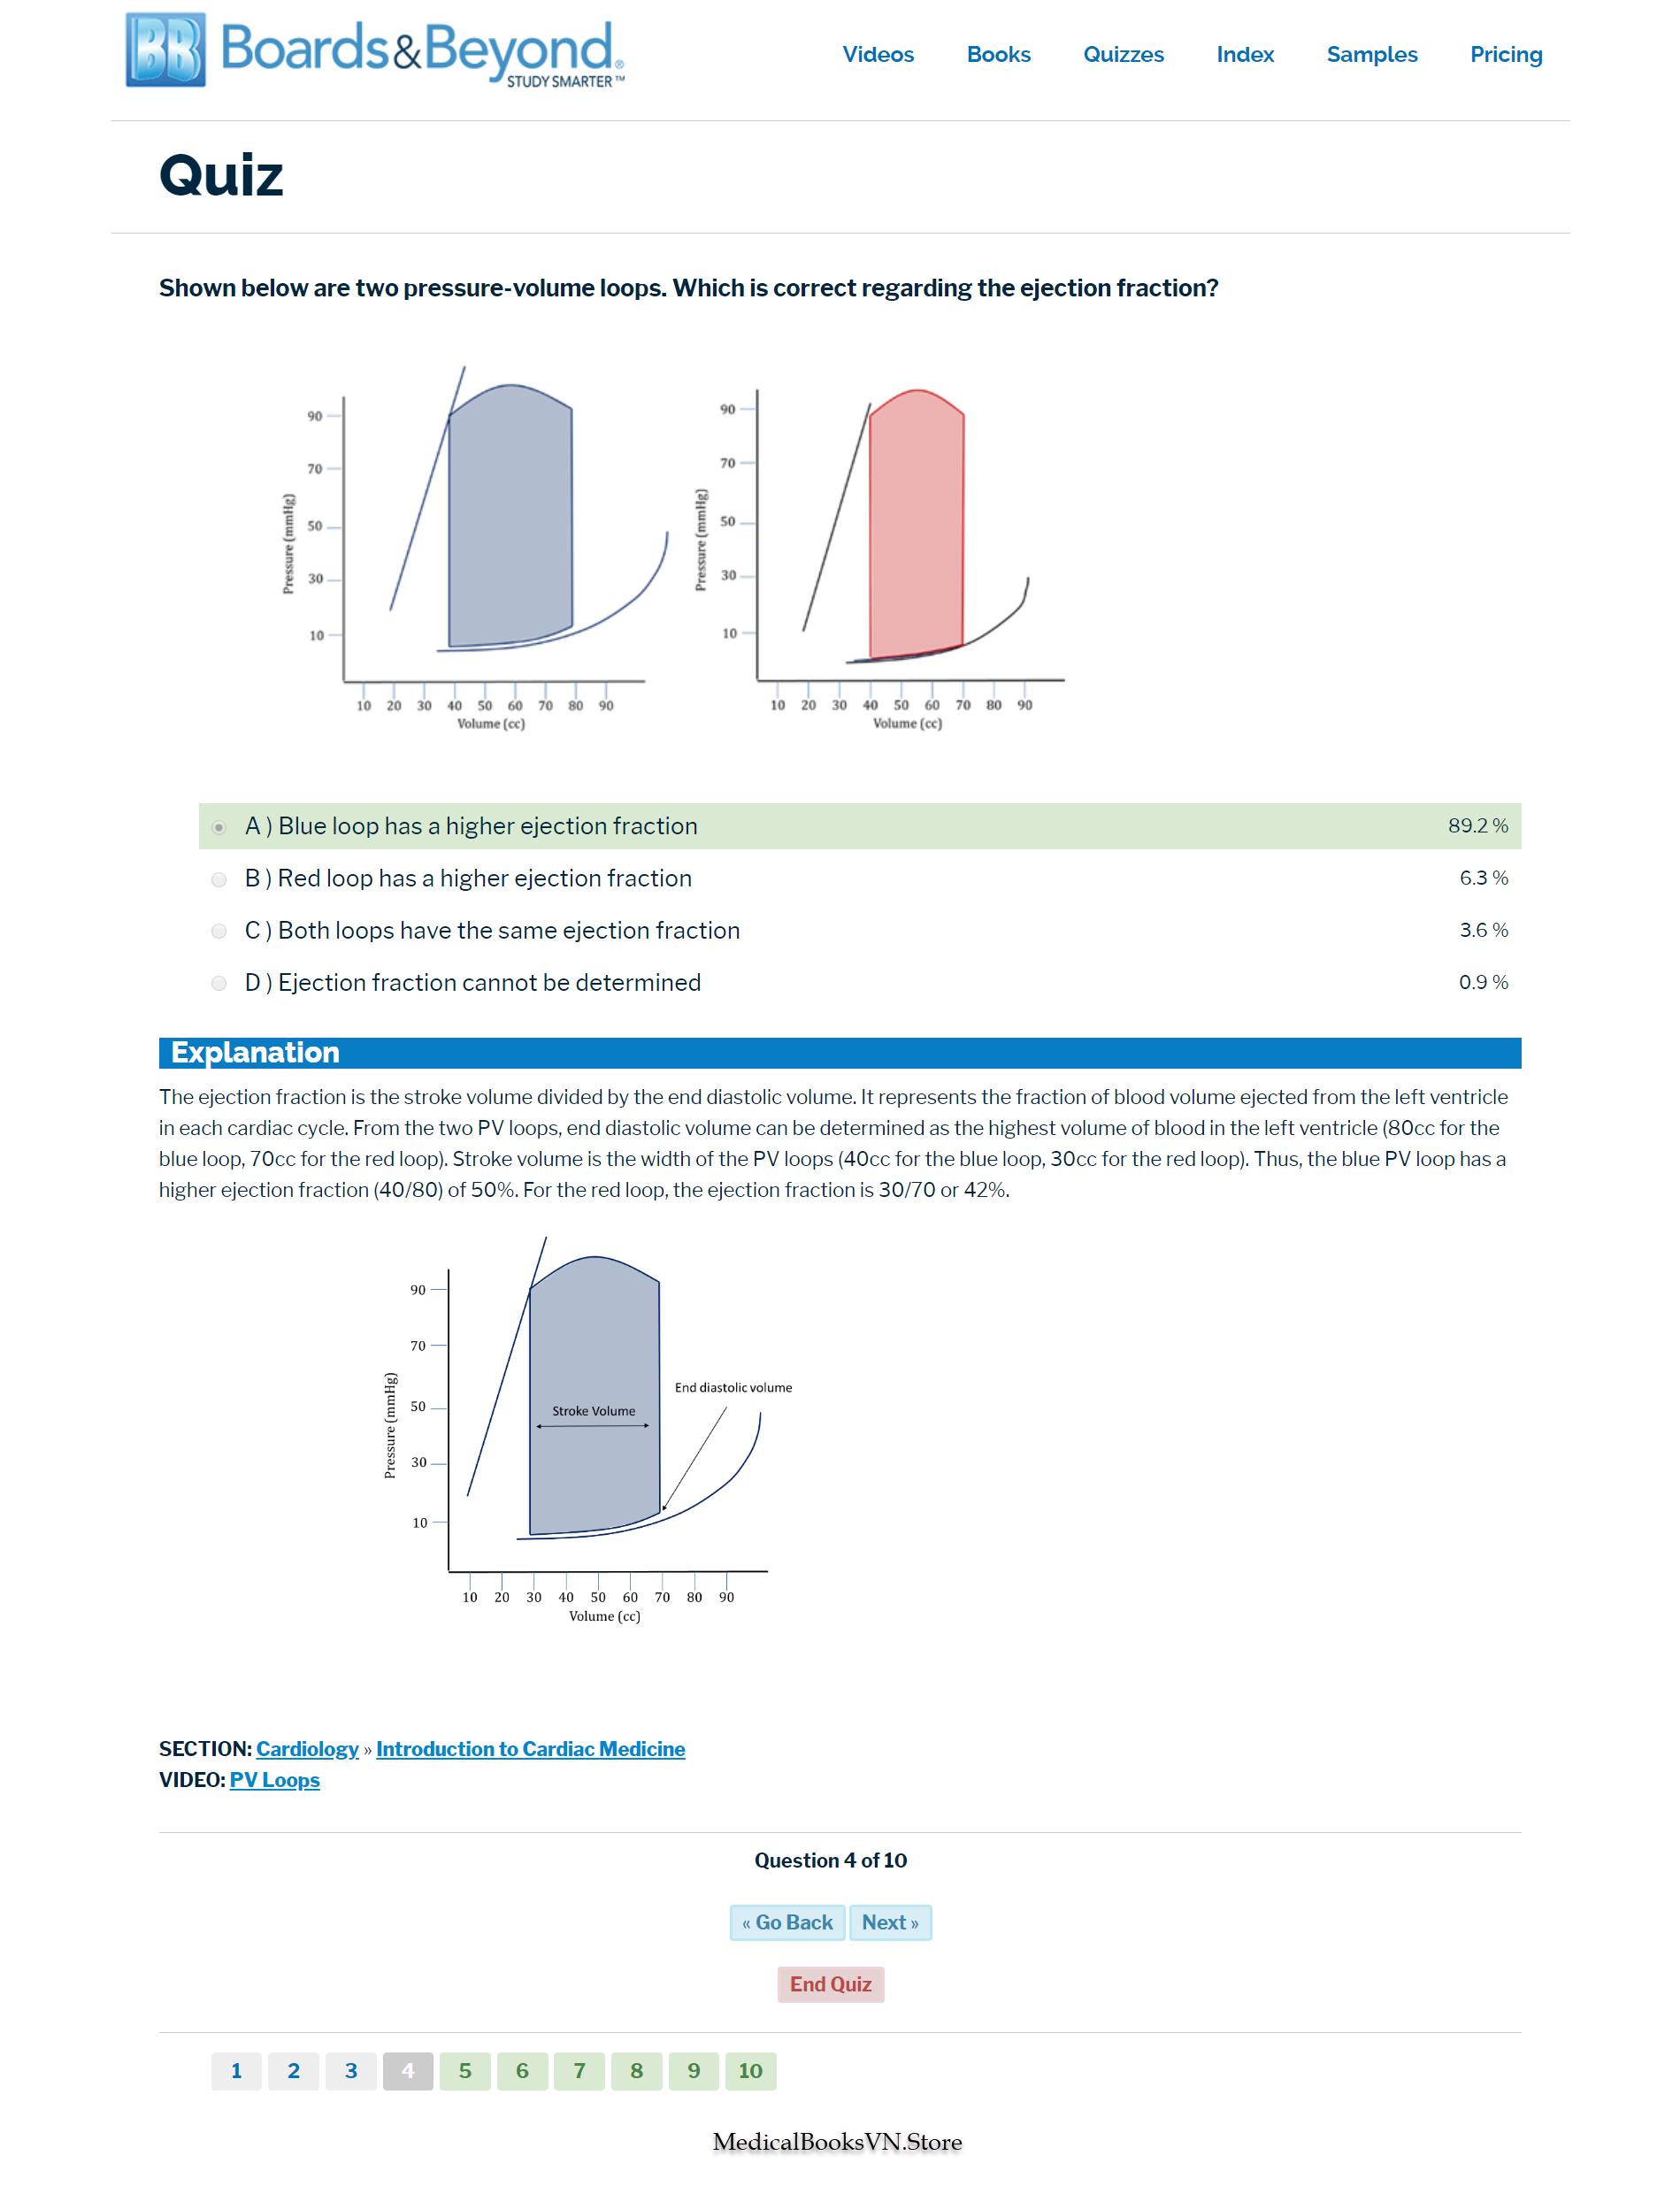 BB Boards&Beyond®
STUDY SMARTER™
Videos Books Quizzes Index Samples Pricing
Quiz
Shown below are two pressure-volume loops. Which is correct regarding the ejection fraction?
90
70
50
30
10
Pressure (mmHg)
10 20 30 40 50 60 70 80 90
Volume (cc)
90
70
50
30
10
Pressure (mmHg)
10 20 30 40 50 60 70 80 90
Volume (cc)
A ) Blue loop has a higher ejection fraction 89.2 %
B ) Red loop has a higher ejection fraction 6.3 %
C ) Both loops have the same ejection fraction 3.6 %
D ) Ejection fraction cannot be determined 0.9 %
Explanation
The ejection fraction is the stroke volume divided by the end diastolic volume. It represents the fraction of blood volume ejected from the left ventricle
in each cardiac cycle. From the two PV loops, end diastolic volume can be determined as the highest volume of blood in the left ventricle (80cc for the
blue loop, 70cc for the red loop). Stroke volume is the width of the PV loops (40cc for the blue loop, 30cc for the red loop). Thus, the blue PV loop has a
higher ejection fraction (40/80) of 50%. For the red loop, the ejection fraction is 30/70 or 42%.
90
70
50
30
10
Pressure (mmHg)
Stroke Volume
End diastolic volume
10 20 30 40 50 60 70 80 90
Volume (cc)
SECTION: Cardiology » Introduction to Cardiac Medicine
VIDEO: PV Loops
Question 4 of 10
« Go Back Next »
End Quiz
1 2 3 4 5 6 7 8 9 10
MedicalBooksVN.Store